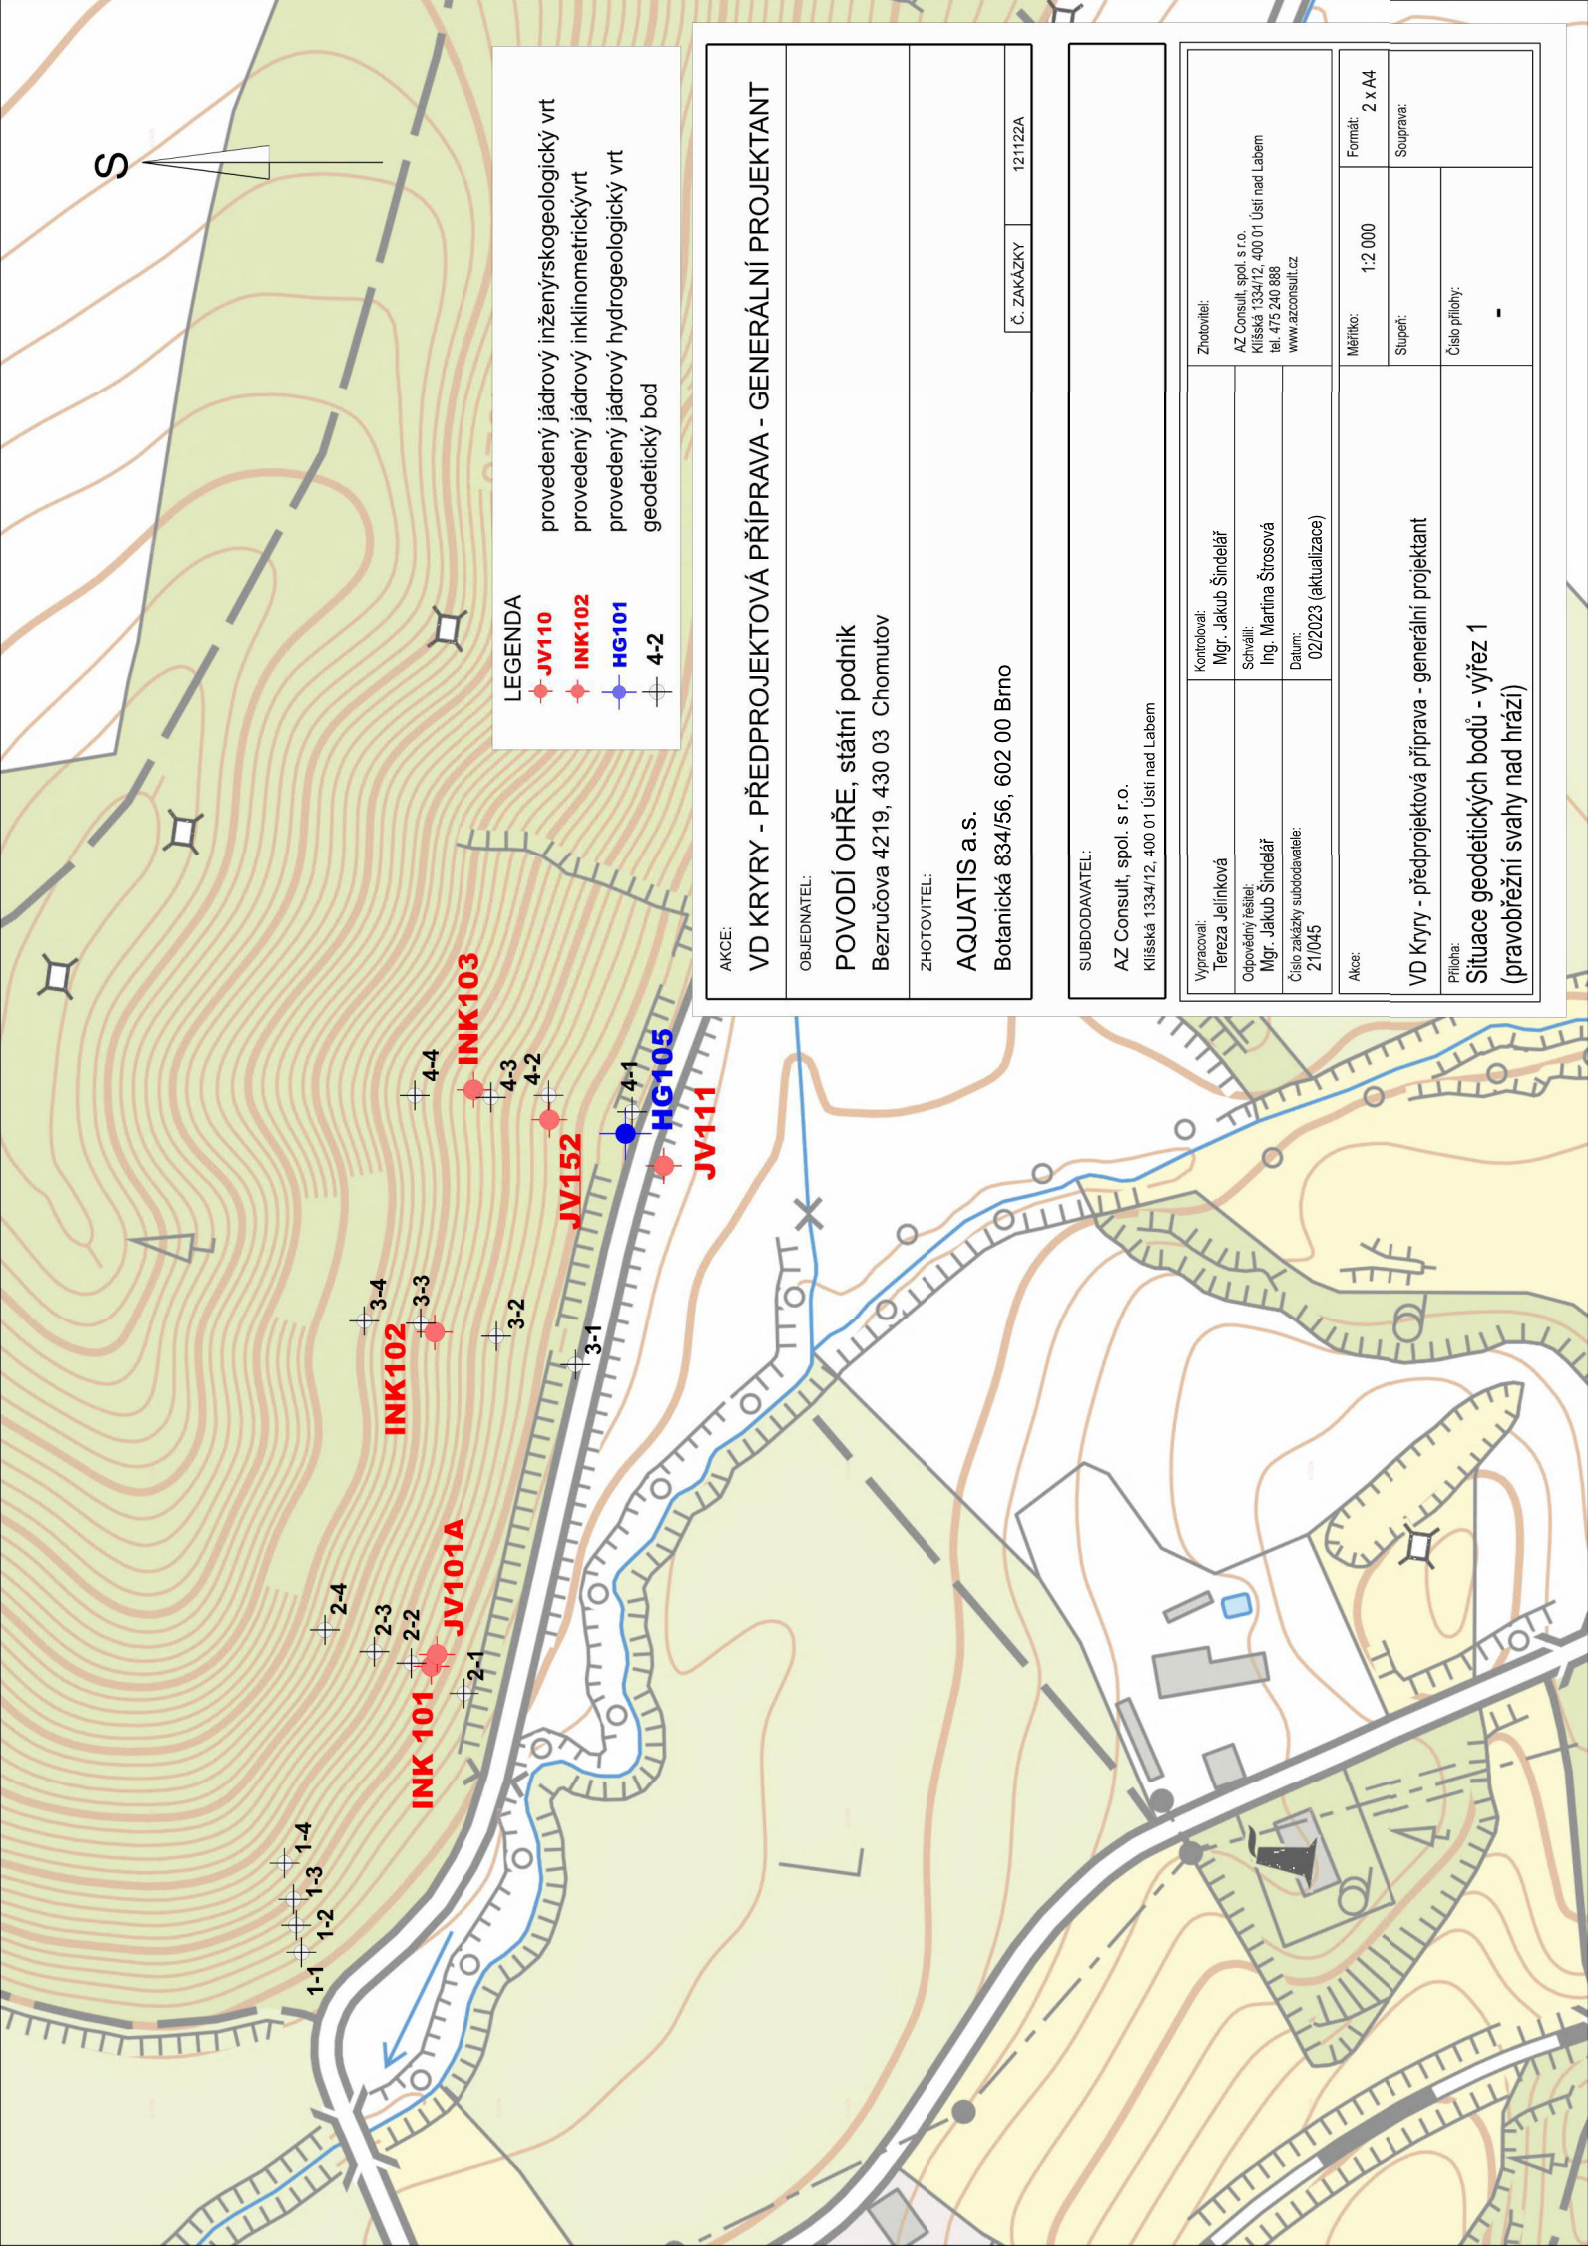 S
LEGENDA
JV110 provedený jádrový inženýrskogeologický vrt
INK102 provedený jádrový inklinometrickývrt
HG101 provedený jádrový hydrogeologický vrt
4-2 geodetický bod
1-1
1-2
1-3
1-4
INK 101
JV101A
2-1
2-2
2-3
2-4
INK102
3-1
3-2
3-3
3-4
JV152
INK103
4-4
4-3
4-2
4-1
HG105
JV111
AKCE:
VD KRYRY - PŘEDPROJEKTOVÁ PŘÍPRAVA - GENERÁLNÍ PROJEKTANT
OBJEDNATEL:
POVODÍ OHŘE, státní podnik
Bezručova 4219, 430 03 Chomutov
ZHOTOVITEL:
AQUATIS a.s.
Botanická 834/56, 602 00 Brno
Č. ZAKÁZKY 121122A
SUBDODAVATEL:
AZ Consult, spol. s r.o.
Klíšská 1334/12, 400 01 Ústí nad Labem
Vypracoval:
Tereza Jelínková
Kontroloval:
Mgr. Jakub Šindelář
Zhotovitel:
AZ Consult, spol. s r.o.
Klíšská 1334/12, 400 01 Ústí nad Labem
tel. 475 240 888
www.azconsult.cz
Odpovědný řešitel:
Mgr. Jakub Šindelář
Schválil:
Ing. Martina Štrosová
Číslo zakázky subdodavatele:
21/045
Datum:
02/2023 (aktualizace)
Akce:
VD Kryry - předprojektová příprava - generální projektant
Měřítko:
1:2 000
Formát:
2 x A4
Stupeň:
Souprava:
Příloha:
Situace geodetických bodů - výřez 1
(pravobřežní svahy nad hrází)
Číslo přílohy:
-